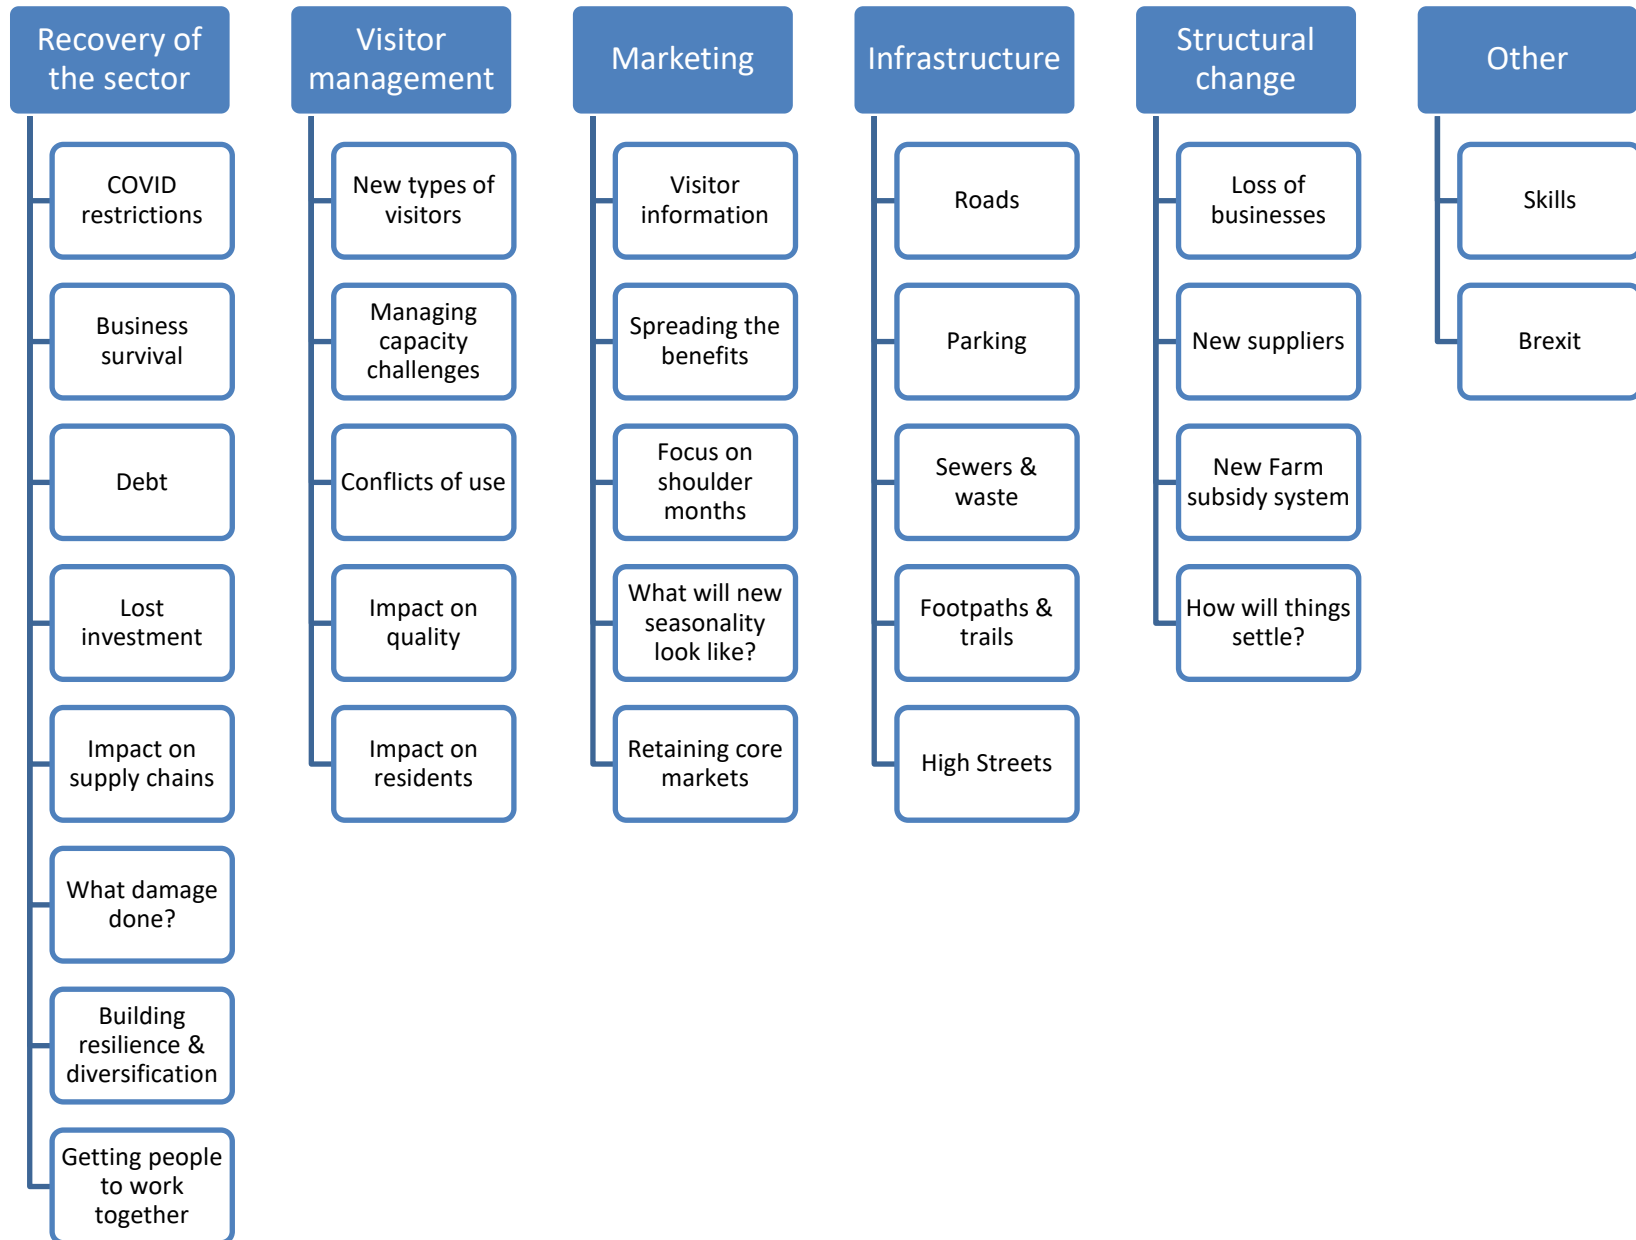 Recovery of
the sector
COVID
restrictions
Business
survival
Debt
Lost
investment
Impact on
supply chains
What damage
done?
Building
resilience &
diversification
Getting people
to work
together
Visitor
management
New types of
visitors
Managing
capacity
challenges
Conflicts of use
Impact on
quality
Impact on
residents
Marketing
Visitor
information
Spreading the
benefits
Focus on
shoulder
months
What will new
seasonality
look like?
Retaining core
markets
Infrastructure
Roads
Parking
Sewers &
waste
Footpaths &
trails
High Streets
Structural
change
Loss of
businesses
New suppliers
New Farm
subsidy system
How will things
settle?
Other
Skills
Brexit